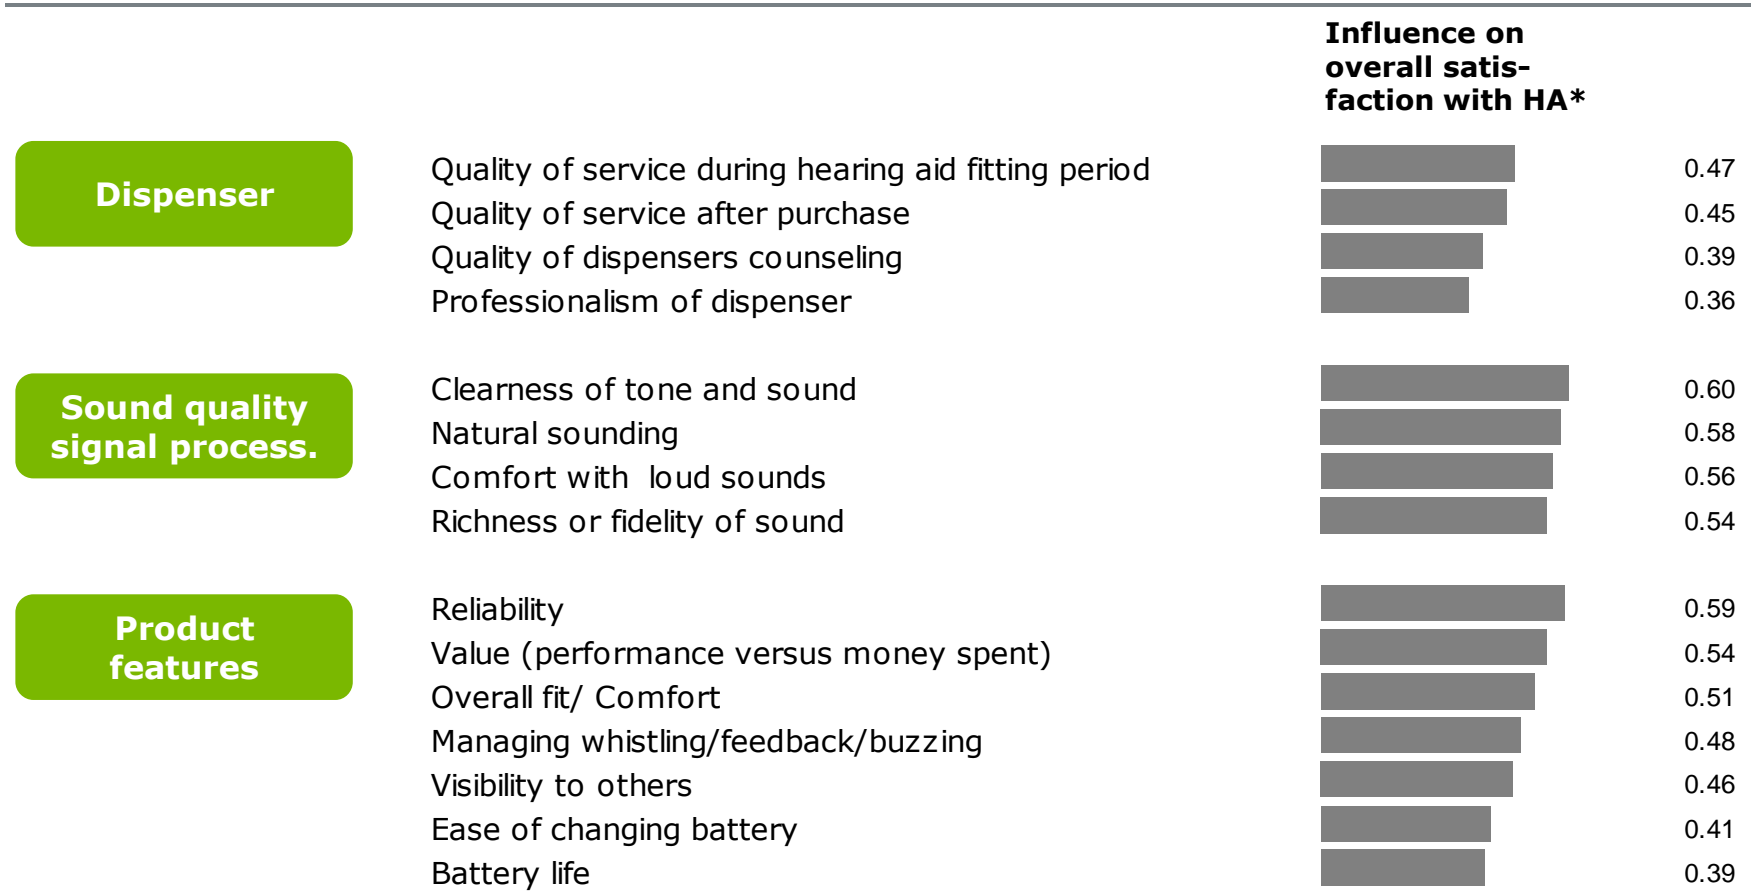 Influence on
overall satis-
faction with HA*
Dispenser
Quality of service during hearing aid fitting period 0.47
Quality of service after purchase 0.45
Quality of dispensers counseling 0.39
Professionalism of dispenser 0.36
Sound quality
signal process.
Clearness of tone and sound 0.60
Natural sounding 0.58
Comfort with loud sounds 0.56
Richness or fidelity of sound 0.54
Product
features
Reliability 0.59
Value (performance versus money spent) 0.54
Overall fit/ Comfort 0.51
Managing whistling/feedback/buzzing 0.48
Visibility to others 0.46
Ease of changing battery 0.41
Battery life 0.39